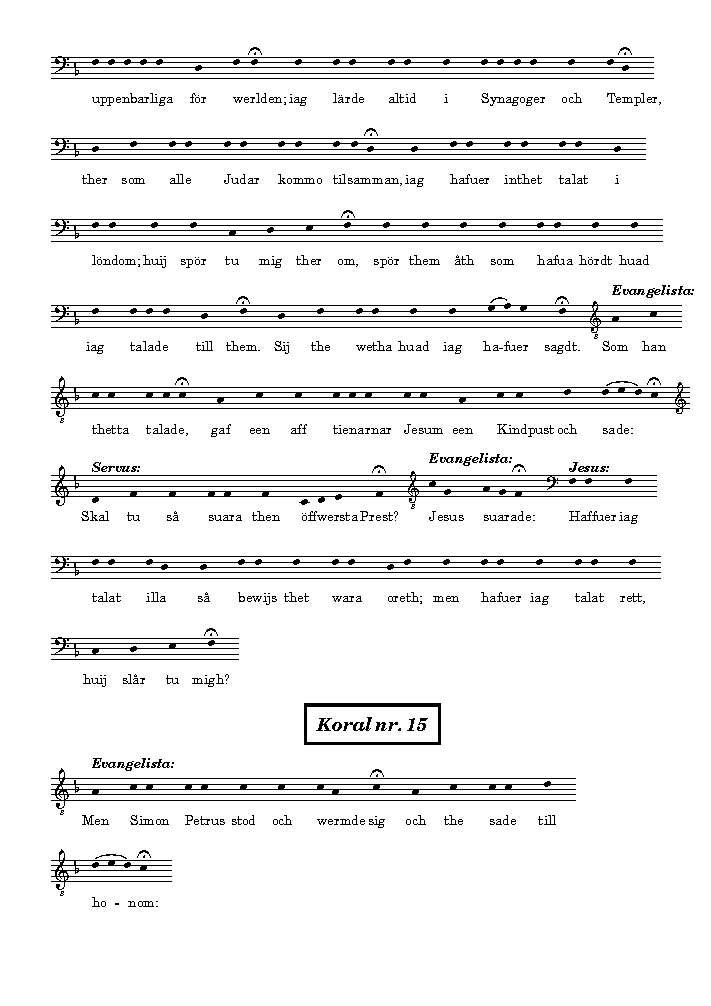 uppenbarliga för werlden; iag lärde altid i Synagoger och Templer,
ther som alle Judar kommo tilsamman, iag hafuer inthet talat i
löndom; huij spör tu mig ther om, spör them åth som hafua hördt huad
Evangelista:
iag talade till them. Sij the wetha huad iag ha-fuer sagdt. Som han
thetta talade, gaf een aff tienarnar Jesum een Kindpust och sade:
Servus: Evangelista: Jesus:
Skal tu så suara then öffwersta Prest? Jesus suarade: Haffuer iag
talat illa så bewijs thet wara oreth; men hafuer iag talat rett,
huij slår tu migh?
Koral nr. 15
Evangelista:
Men Simon Petrus stod och wermde sig och the sade till
ho - nom: